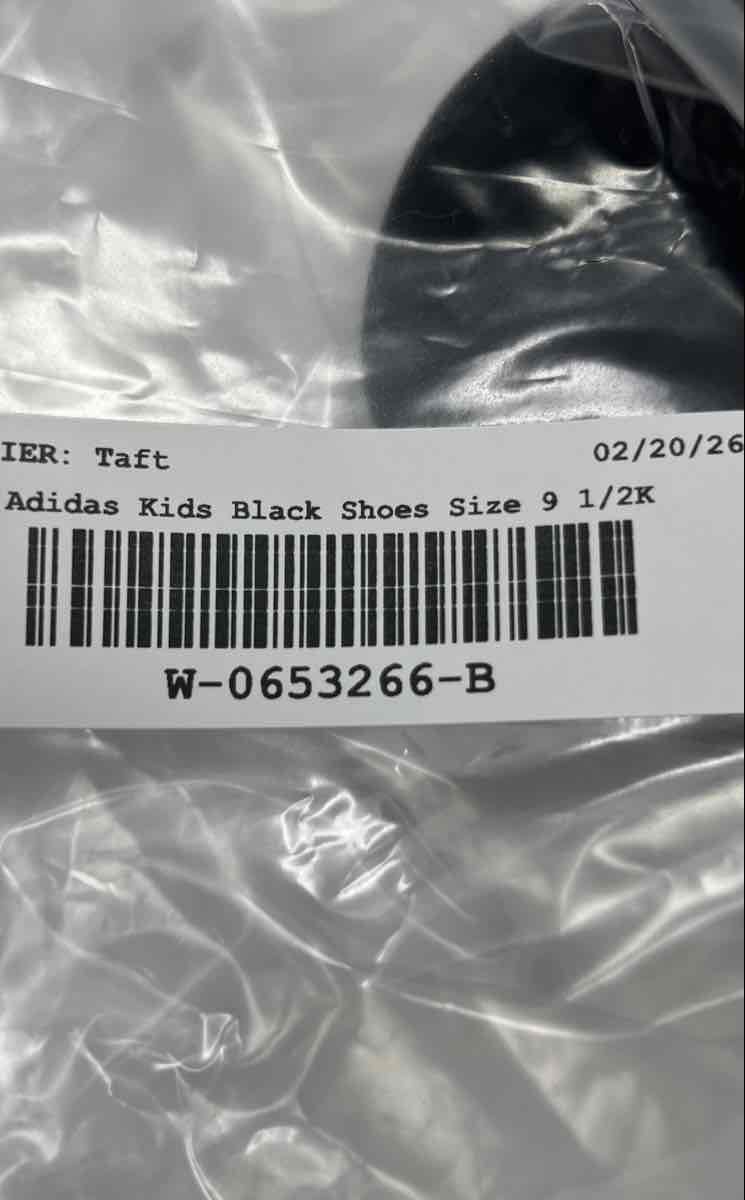 IER: Taft 02/20/26
Adidas Kids Black Shoes Size 9 1/2K
W-0653266-B